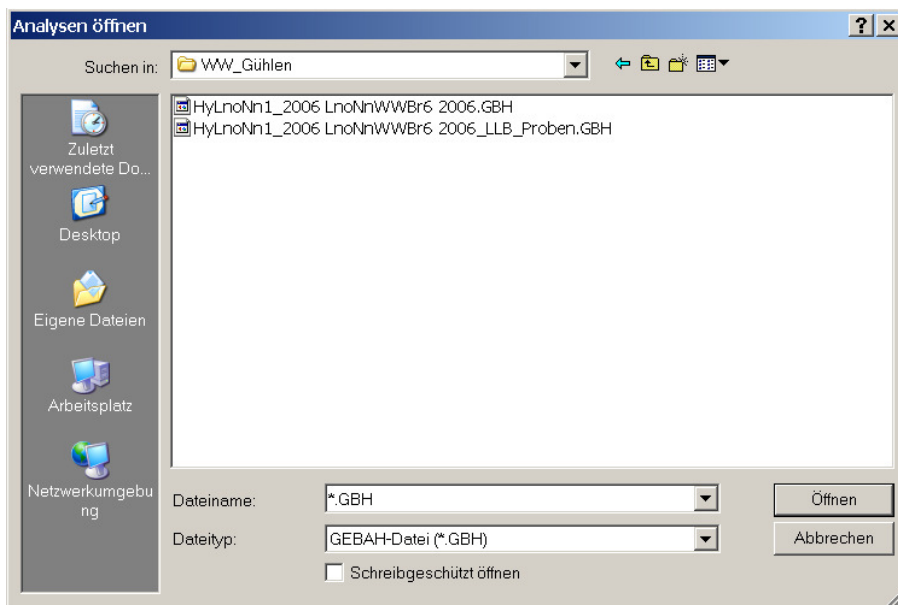 Analysen öffnen
Suchen in: WW_Gühlen
HyLnoNn1_2006 LnoNnWWBr6 2006.GBH
HyLnoNn1_2006 LnoNnWWBr6 2006_LLB_Proben.GBH
Zuletzt
verwendete Do...
Desktop
Eigene Dateien
Arbeitsplatz
Netzwerkumgebu
ng
Dateiname: *.GBH Öffnen
Dateityp: GEBAH-Datei (*.GBH) Abbrechen
Schreibgeschützt öffnen